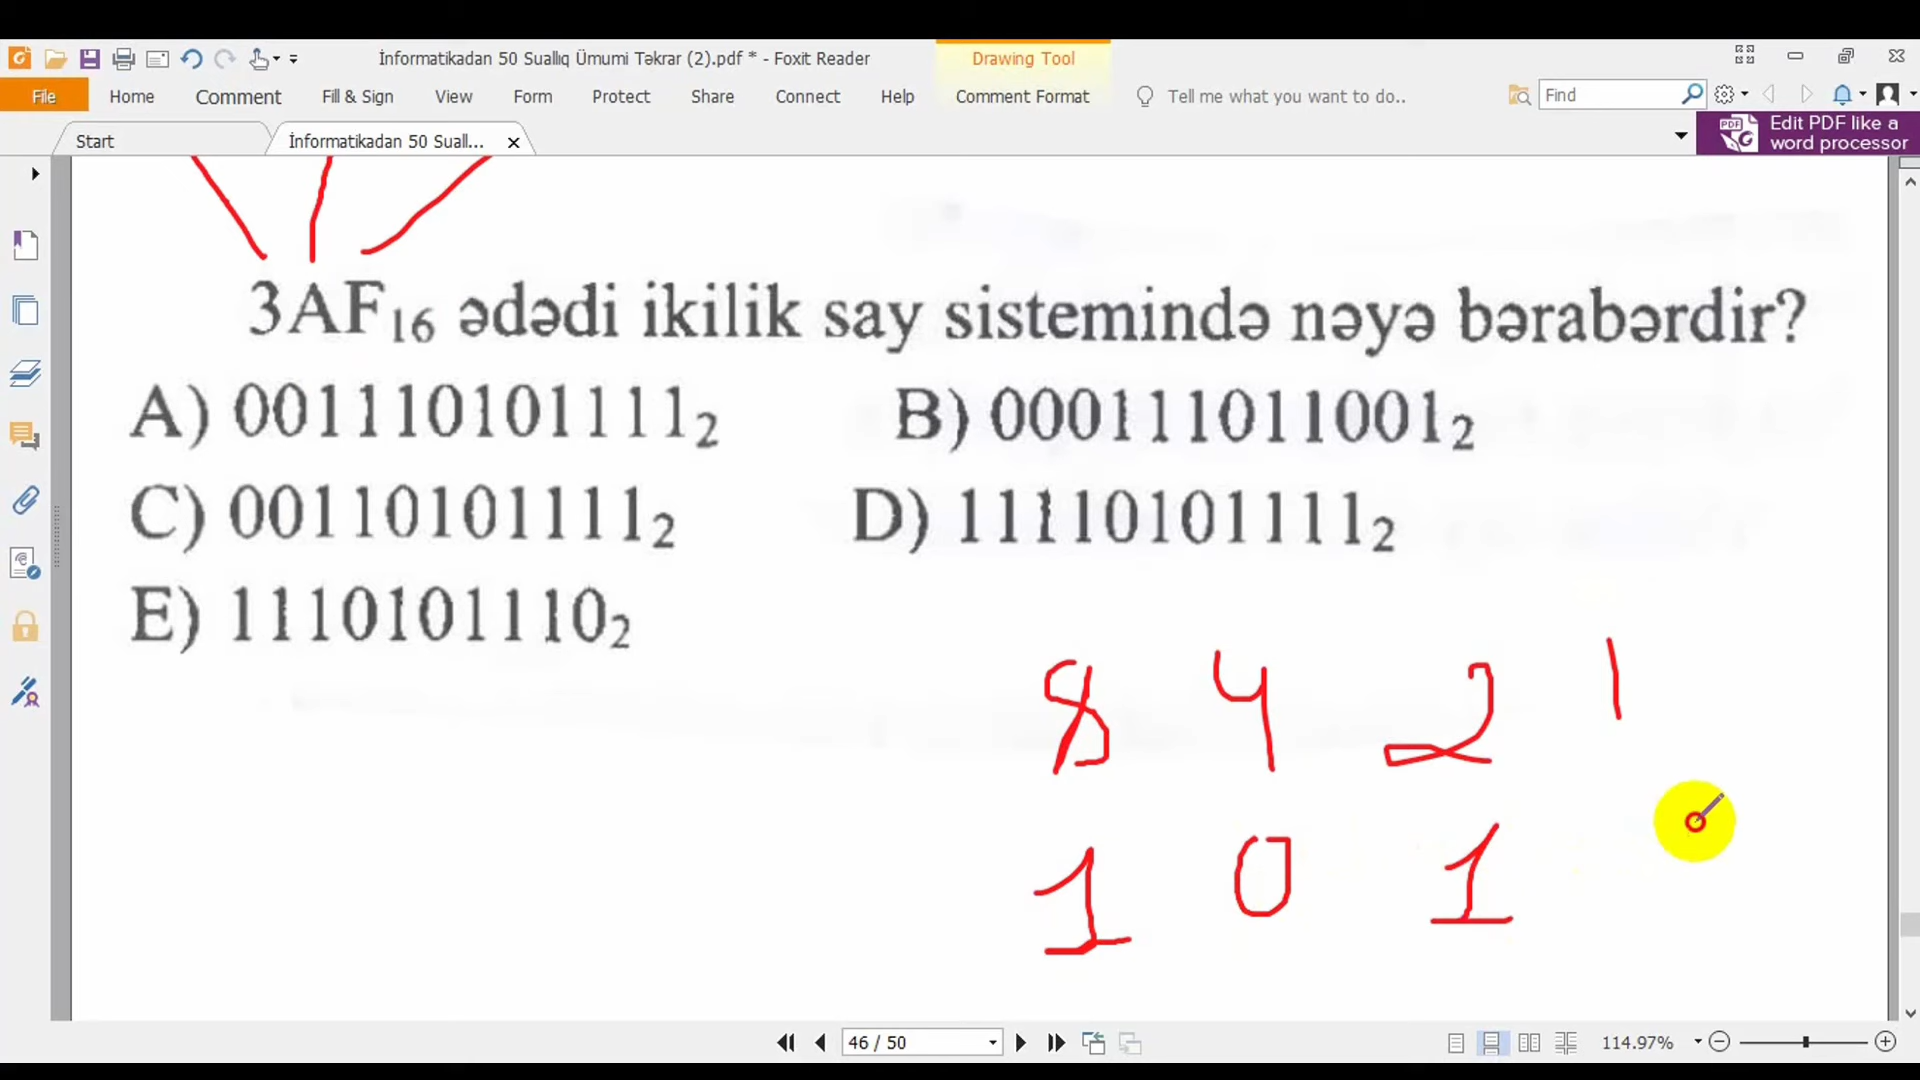 İnformatikadan 50 Suallıq Ümumi Təkrar (2).pdf * - Foxit Reader
Drawing Tool
File Home Comment Fill & Sign View Form Protect Share Connect Help Comment Format Tell me what you want to do.. Find
Start İnformatikadan 50 Suall... Edit PDF like a
word processor
3AF₁₆ ədədi ikilik say sistemində nəyə bərabərdir?
A) 001110101111₂ B) 000111011001₂
C) 00110101111₂ D) 11110101111₂
E) 1110101110₂
8 4 2 1
1 0 1
46 / 50 114.97%